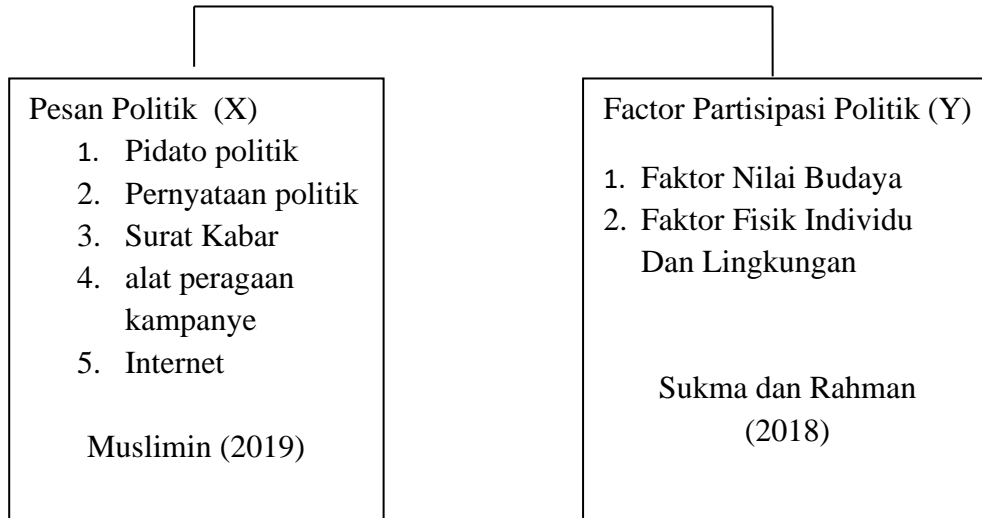 Pesan Politik (X)
1. Pidato politik
2. Pernyataan politik
3. Surat Kabar
4. alat peragaan
kampanye
5. Internet
Muslimin (2019)
Factor Partisipasi Politik (Y)
1. Faktor Nilai Budaya
2. Faktor Fisik Individu
Dan Lingkungan
Sukma dan Rahman
(2018)